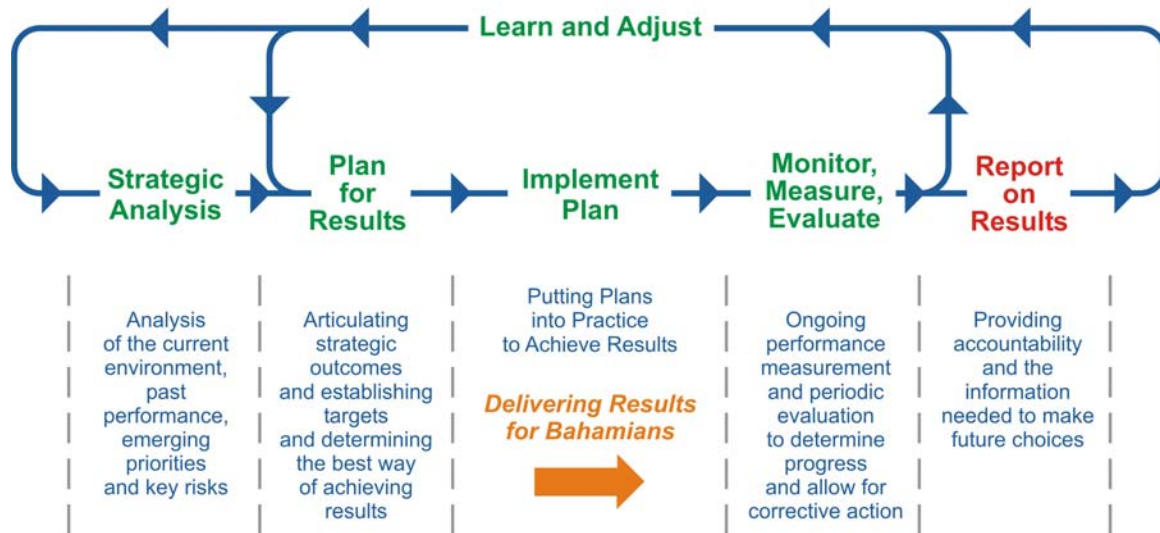 Learn and Adjust
Strategic
Analysis
Plan
for
Results
Implement
Plan
Monitor,
Measure,
Evaluate
Report
on
Results
Analysis
of the current
environment,
past
performance,
emerging
priorities
and key risks
Articulating
strategic
outcomes
and establishing
targets
and determining
the best way
of achieving
results
Putting Plans
into Practice
to Achieve Results
Delivering Results
for Bahamians
Ongoing
performance
measurement
and periodic
evaluation
to determine
progress
and allow for
corrective action
Providing
accountability
and the
information
needed to make
future choices